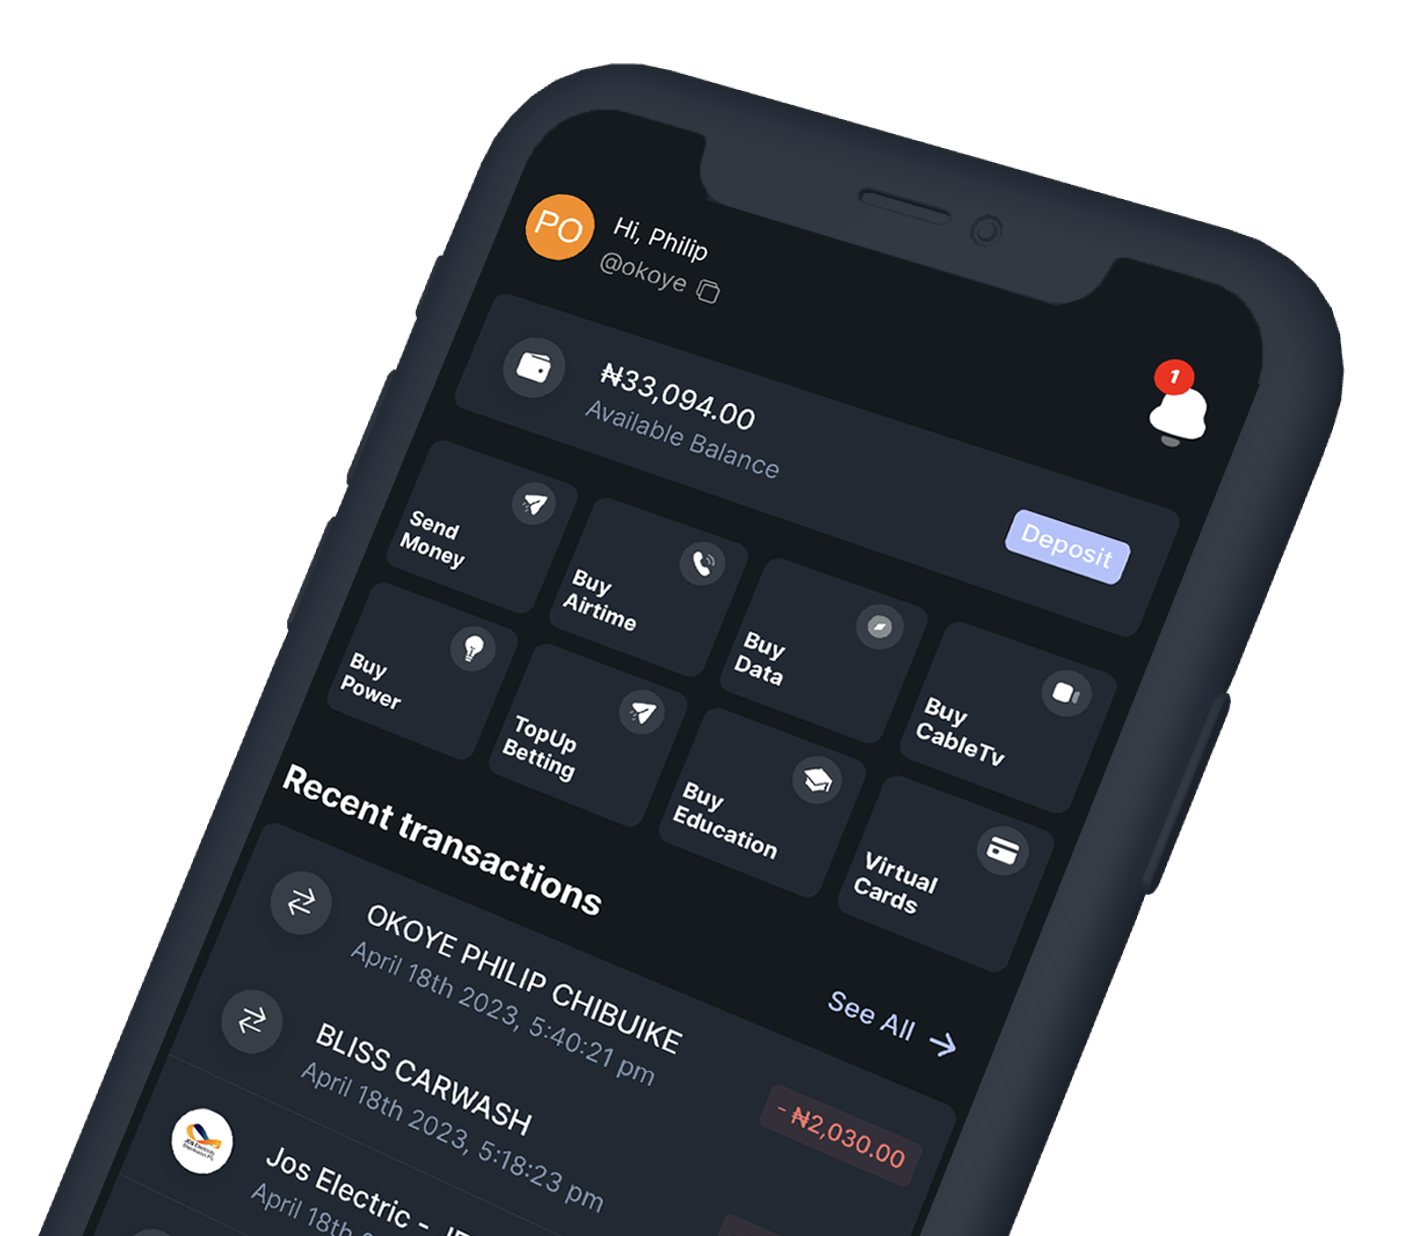 PO
Hi, Philip
@okoye
1
₦33,094.00
Available Balance
Deposit
Send
Money
Buy
Airtime
Buy
Data
Buy
CableTv
Buy
Power
TopUp
Betting
Buy
Education
Virtual
Cards
Recent transactions
See All
OKOYE PHILIP CHIBUIKE
April 18th 2023, 5:40:21 pm
- ₦2,030.00
BLISS CARWASH
April 18th 2023, 5:18:23 pm
Jos Electric -
April 18th